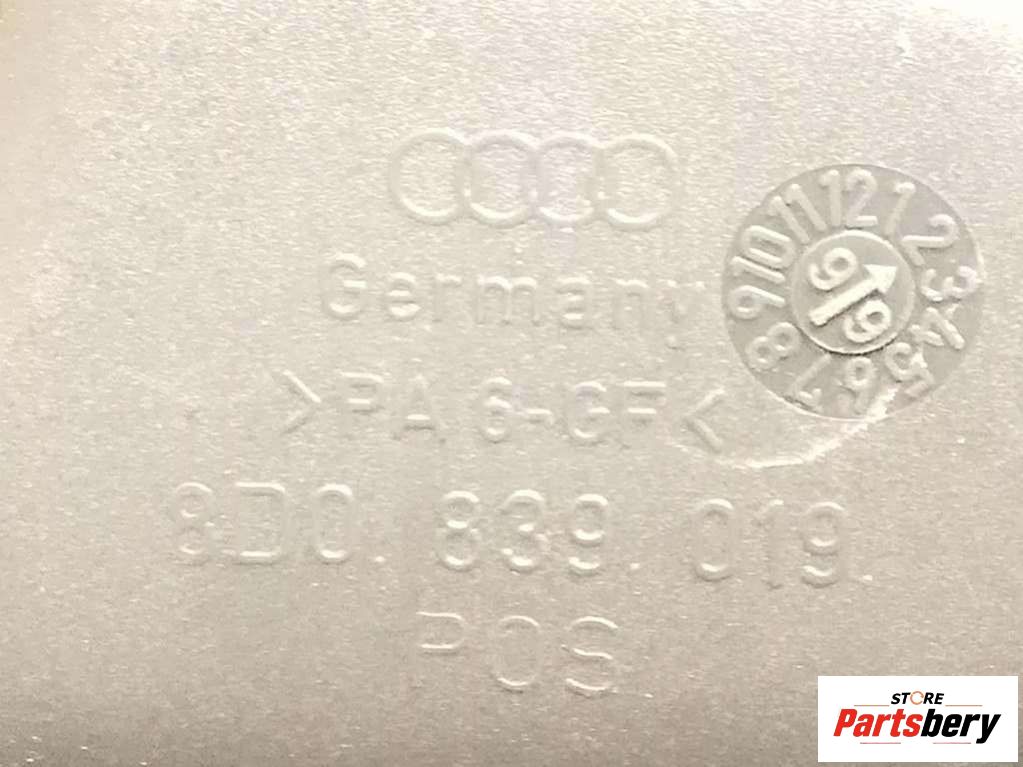 Germany
>PA 6-GF<
8D0. 839. 019.
POS
1 2 3 4 5 6 7 8 9 10 11 12
9 9
STORE
Partsbery